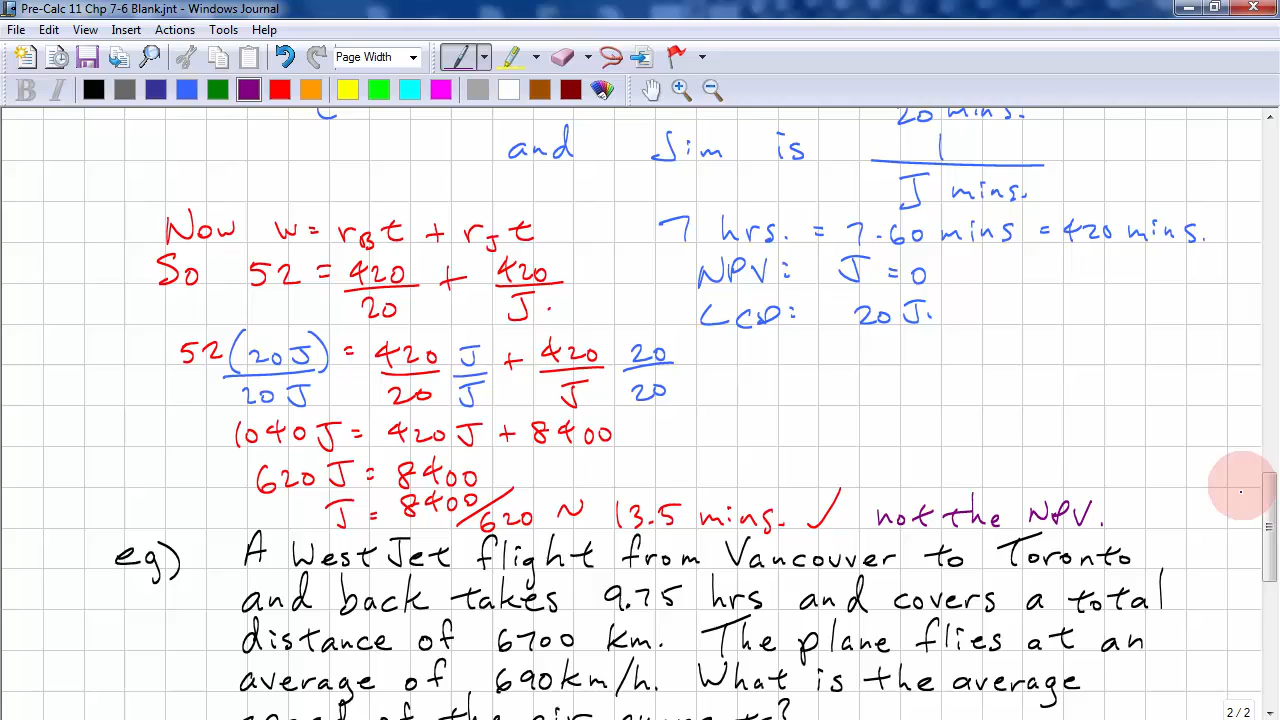 Pre-Calc 11 Chp 7-6 Blank.jnt - Windows Journal
File Edit View Insert Actions Tools Help
Page Width
B I
20 mins.
and Jim is 1
J mins.
Now w = r_B t + r_J t
7 hrs. = 7·60 mins = 420 mins.
So 52 = 420/20 + 420/J.
NPV: J = 0
LCD: 20J.
52 (20J)/20J = 420/20 J/J + 420/J 20/20
1040J = 420J + 8400
620J = 8400
J = 8400/620 ~ 13.5 mins. ✓ not the NPV.
eg) A WestJet flight from Vancouver to Toronto
and back takes 9.75 hrs and covers a total
distance of 6700 km. The plane flies at an
average of 690km/h. What is the average
2/2